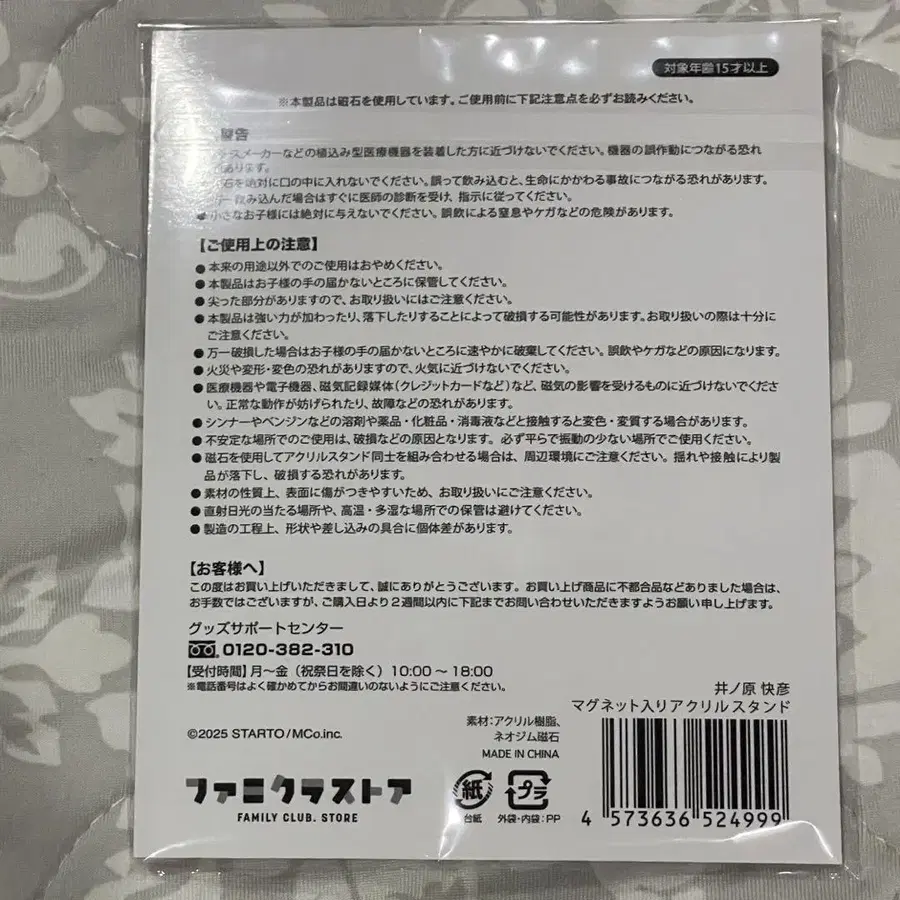 対象年齢15才以上
※本製品は磁石を使用しています。ご使用前に下記注意点を必ずお読みください。
警告
スメーカーなどの植込み型医療機器を装着した方に近づけないでください。機器の誤作動につながる恐れ
があります。
石を絶対に口の中に入れないでください。誤って飲み込むと、生命にかかわる事故につながる恐れがあります。
一飲み込んだ場合はすぐに医師の診断を受け、指示に従ってください。
●小さなお子様には絶対に与えないでください。誤飲による窒息やケガなどの危険があります。
【ご使用上の注意】
●本来の用途以外でのご使用はおやめください。
●本製品はお子様の手の届かないところに保管してください。
●尖った部分がありますので、お取り扱いにはご注意ください。
●本製品は強い力が加わったり、落下したりすることによって破損する可能性があります。お取り扱いの際は十分に
ご注意ください。
●万一破損した場合はお子様の手の届かないところに速やかに破棄してください。誤飲やケガなどの原因になります。
●火災や変形・変色の恐れがありますので、火気に近づけないでください。
●医療機器や電子機器、磁気記録媒体(クレジットカードなど)など、磁気の影響を受けるものに近づけないでくださ
い。正常な動作が妨げられたり、故障などの恐れがあります。
●シンナーやベンジンなどの溶剤や薬品・化粧品・消毒液などと接触すると変色・変質する場合があります。
●不安定な場所でのご使用は、破損などの原因となります。必ず平らで振動の少ない場所でご使用ください。
●磁石を使用してアクリルスタンド同士を組み合わせる場合は、周辺環境にご注意ください。揺れや接触により製
品が落下し、破損する恐れがあります。
●素材の性質上、表面に傷がつきやすいため、お取り扱いにご注意ください。
●直射日光の当たる場所や、高温・多湿な場所での保管は避けてください。
●製造の工程上、形状や差し込みの具合に個体差があります。
【お客様へ】
この度はお買い上げいただきまして、誠にありがとうございます。お買い上げ商品に不都合品などありました場合は、
お手数ではございますが、ご購入日より2週間以内に下記までお問い合わせいただきますようお願い申し上げます。
グッズサポートセンター
0120-382-310
【受付時間】月〜金(祝祭日を除く)10:00〜18:00
※電話番号はよく確かめてからお間違いのないようにご注意ください。
井ノ原 快彦
マグネット入りアクリルスタンド
©2025 STARTO/MCo.inc.
素材:アクリル樹脂、
ネオジム磁石
MADE IN CHINA
ファミクラストア
FAMILY CLUB. STORE
紙
台紙
プラ
外袋・内袋:PP
4 573636 524999